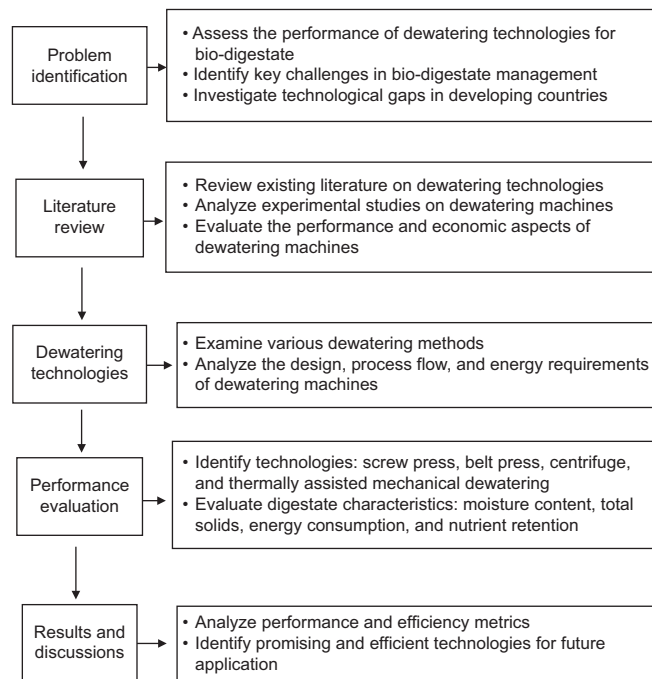 Problem
identification
• Assess the performance of dewatering technologies for
bio-digestate
• Identify key challenges in bio-digestate management
• Investigate technological gaps in developing countries
Literature
review
• Review existing literature on dewatering technologies
• Analyze experimental studies on dewatering machines
• Evaluate the performance and economic aspects of
dewatering machines
Dewatering
technologies
• Examine various dewatering methods
• Analyze the design, process flow, and energy requirements
of dewatering machines
Performance
evaluation
• Identify technologies: screw press, belt press, centrifuge,
and thermally assisted mechanical dewatering
• Evaluate digestate characteristics: moisture content, total
solids, energy consumption, and nutrient retention
Results and
discussions
• Analyze performance and efficiency metrics
• Identify promising and efficient technologies for future
application